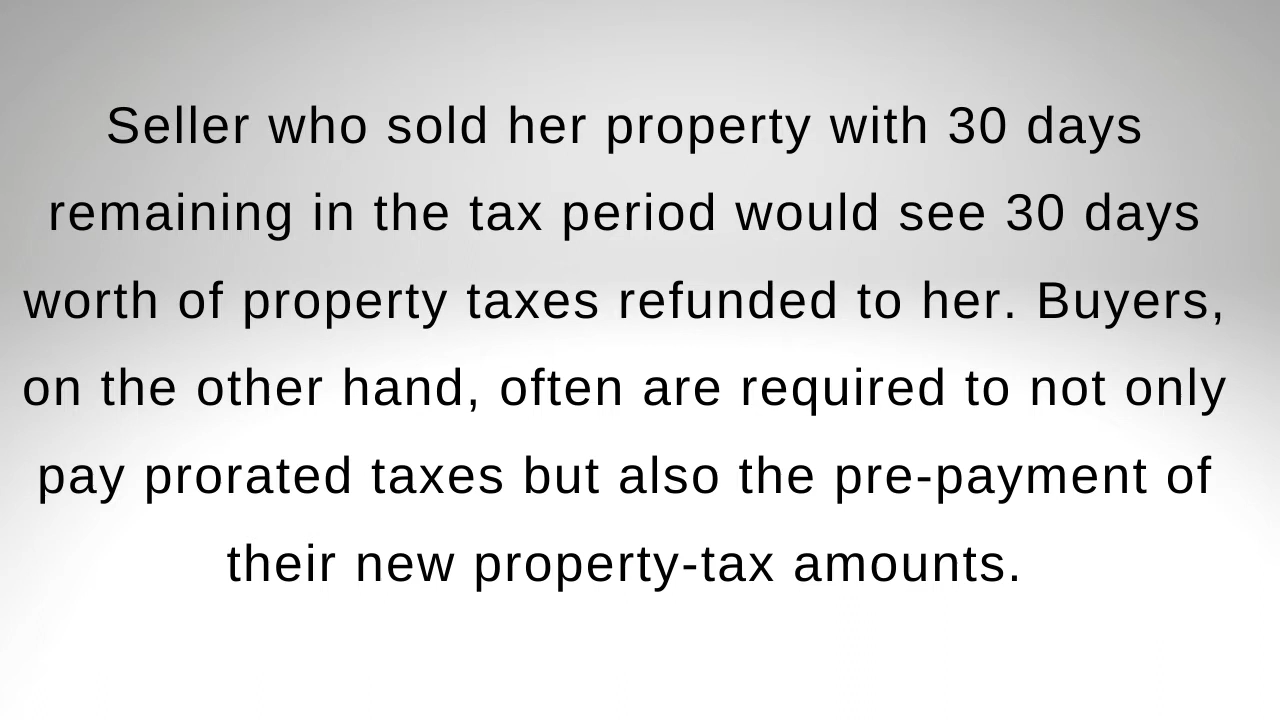 Seller who sold her property with 30 days
remaining in the tax period would see 30 days
worth of property taxes refunded to her. Buyers,
on the other hand, often are required to not only
pay prorated taxes but also the pre-payment of
their new property-tax amounts.